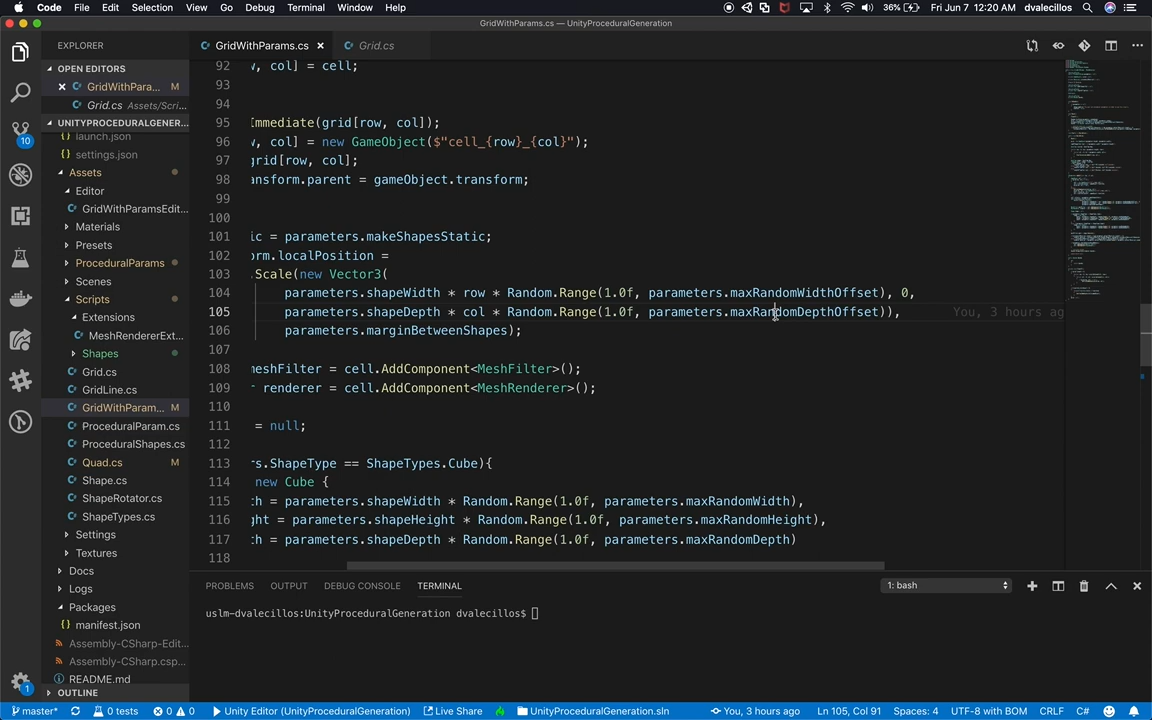 Code File Edit Selection View Go Debug Terminal Window Help
36% Fri Jun 7 12:20 AM dvalecillos
GridWithParams.cs — UnityProceduralGeneration
EXPLORER
OPEN EDITORS
GridWithPara... M
Grid.cs Assets/Scri...
UNITYPROCEDURALGENER...
launch.json
settings.json
Assets
Editor
GridWithParamsEdit...
Materials
Presets
ProceduralParams
Scenes
Scripts
Extensions
MeshRendererExt...
Shapes
Grid.cs
GridLine.cs
GridWithParam... M
ProceduralParam.cs
ProceduralShapes.cs
Quad.cs M
Shape.cs
ShapeRotator.cs
ShapeTypes.cs
Settings
Textures
Docs
Logs
Packages
manifest.json
Assembly-CSharp-Edit...
Assembly-CSharp.csp...
README.md
OUTLINE
10
1
GridWithParams.cs Grid.cs
92 w, col] = cell;
93
94
95 Immediate(grid[row, col]);
96 w, col] = new GameObject($"cell_{row}_{col}");
97 grid[row, col];
98 ansform.parent = gameObject.transform;
99
100
101 ic = parameters.makeShapesStatic;
102 orm.localPosition =
103 .Scale(new Vector3(
104 parameters.shapeWidth * row * Random.Range(1.0f, parameters.maxRandomWidthOffset), 0,
105 parameters.shapeDepth * col * Random.Range(1.0f, parameters.maxRandomDepthOffset)), You, 3 hours ag
106 parameters.marginBetweenShapes);
107
108 meshFilter = cell.AddComponent<MeshFilter>();
109 r renderer = cell.AddComponent<MeshRenderer>();
110
111 = null;
112
113 rs.ShapeType == ShapeTypes.Cube){
114 new Cube {
115 th = parameters.shapeWidth * Random.Range(1.0f, parameters.maxRandomWidth),
116 ght = parameters.shapeHeight * Random.Range(1.0f, parameters.maxRandomHeight),
117 th = parameters.shapeDepth * Random.Range(1.0f, parameters.maxRandomDepth)
118
PROBLEMS OUTPUT DEBUG CONSOLE TERMINAL 1: bash
uslm-dvalecillos:UnityProceduralGeneration dvalecillos$
master* 0 tests 0 0 Unity Editor (UnityProceduralGeneration) Live Share UnityProceduralGeneration.sln You, 3 hours ago Ln 105, Col 91 Spaces: 4 UTF-8 with BOM CRLF C#